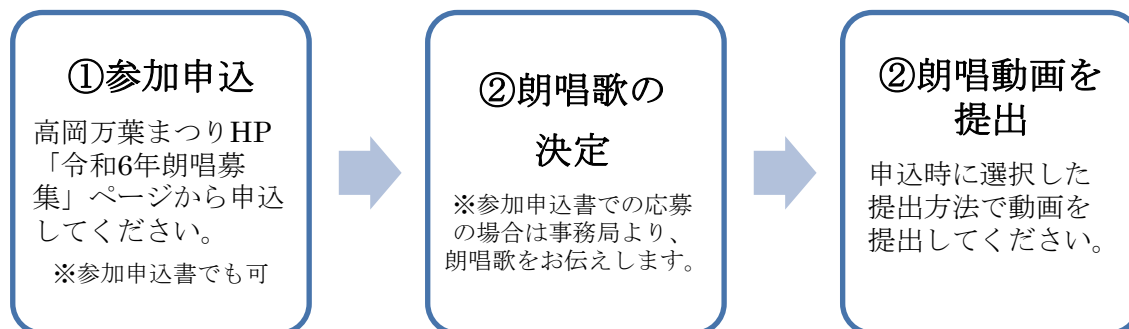 ①参加申込
高岡万葉まつりHP
「令和6年朗唱募
集」ページから申込
してください。
※参加申込書でも可
②朗唱歌の
決定
※参加申込書での応募
の場合は事務局より、
朗唱歌をお伝えします。
②朗唱動画を
提出
申込時に選択した
提出方法で動画を
提出してください。